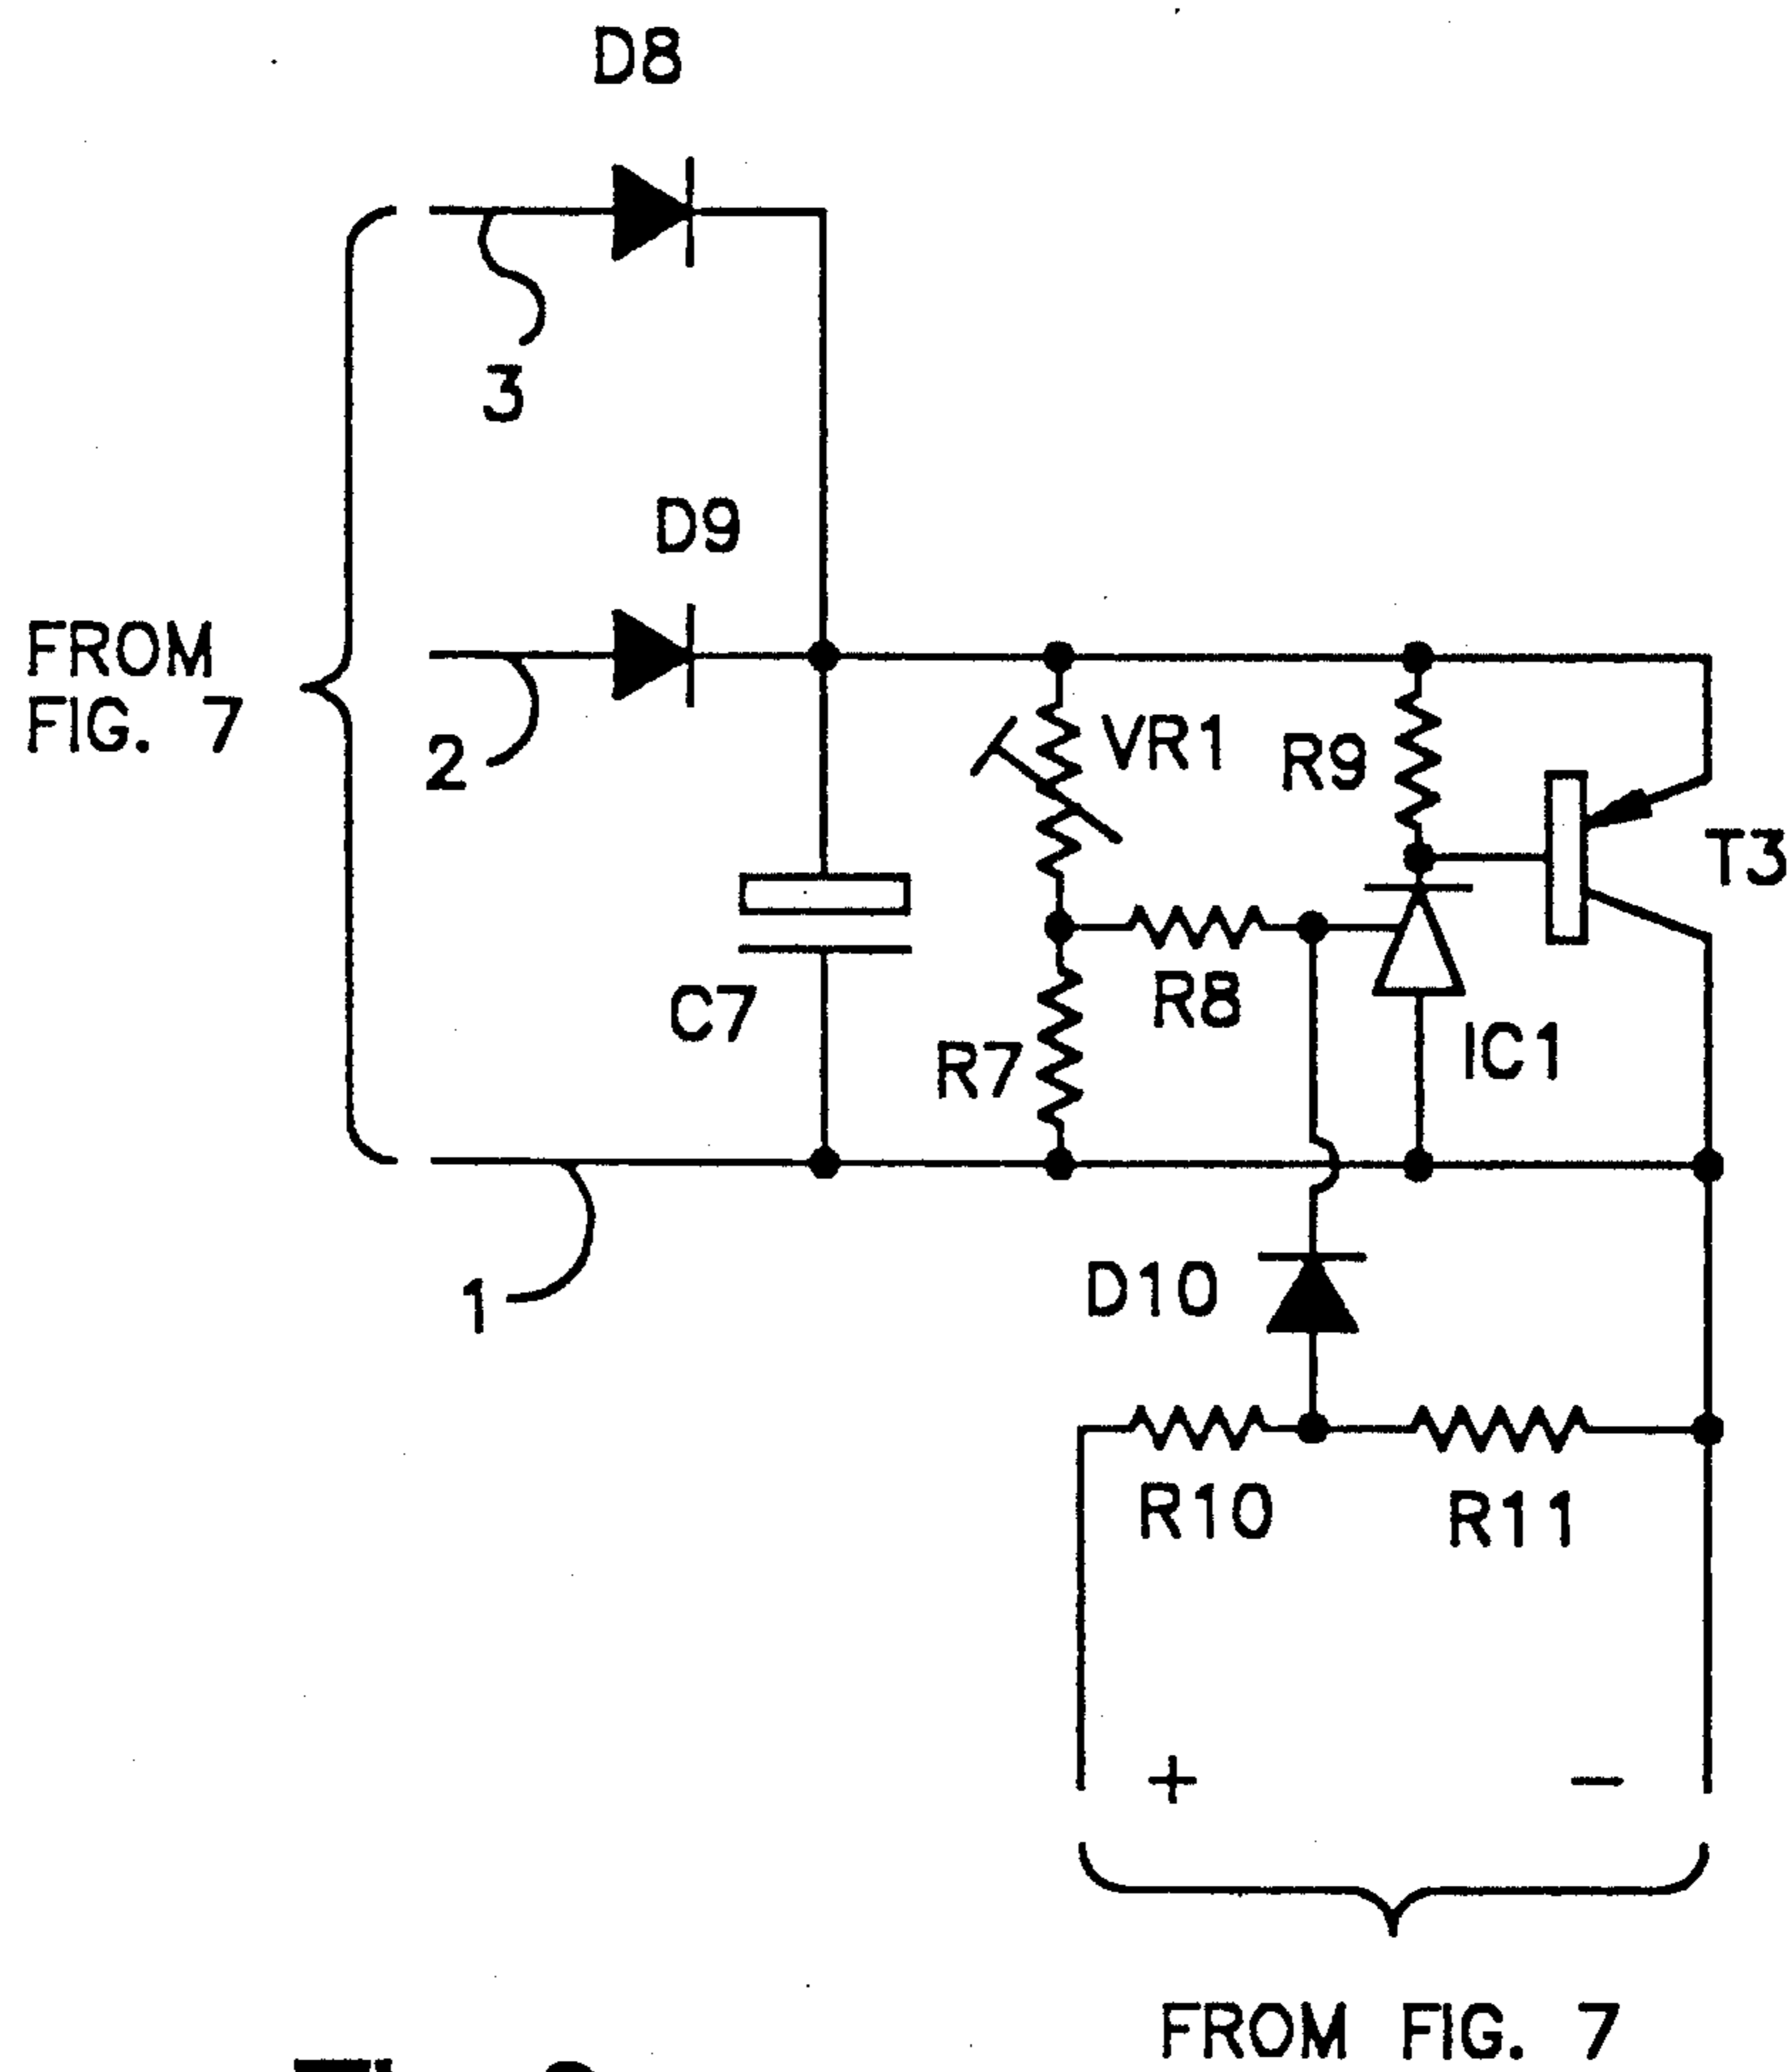 D8
3
D9
FROM
FIG. 7
2
VR1
R9
T3
C7
R8
R7
IC1
1
D10
R10
R11
+
−
FROM FIG. 7